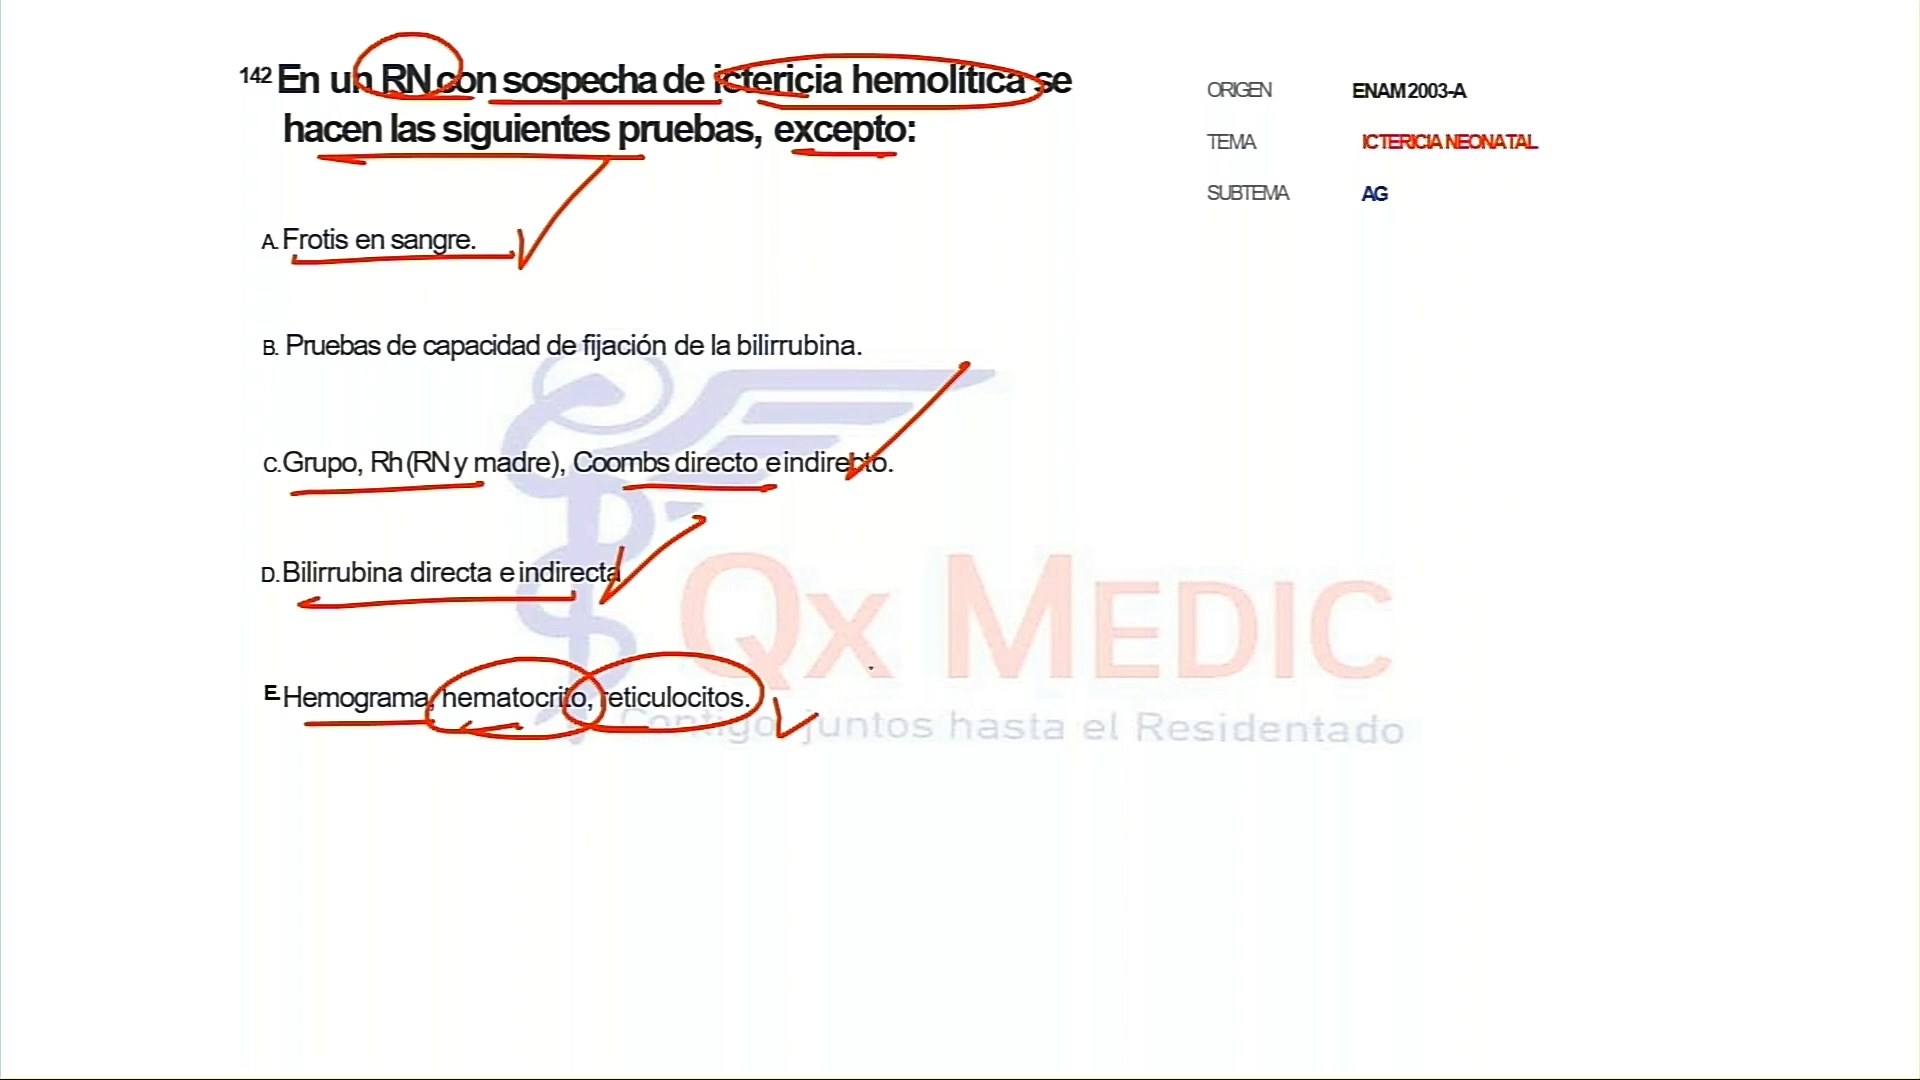 142 En un RN con sospecha de ictericia hemolítica se
hacen las siguientes pruebas, excepto:
A. Frotis en sangre.
B. Pruebas de capacidad de fijación de la bilirrubina.
C. Grupo, Rh (RN y madre), Coombs directo e indirecto.
D. Bilirrubina directa e indirecta
E Hemograma, hematocrito, reticulocitos.
ORIGEN ENAM 2003-A
TEMA ICTERICIA NEONATAL
SUBTEMA AG
Qx MEDIC
Contigo, juntos hasta el Residentado